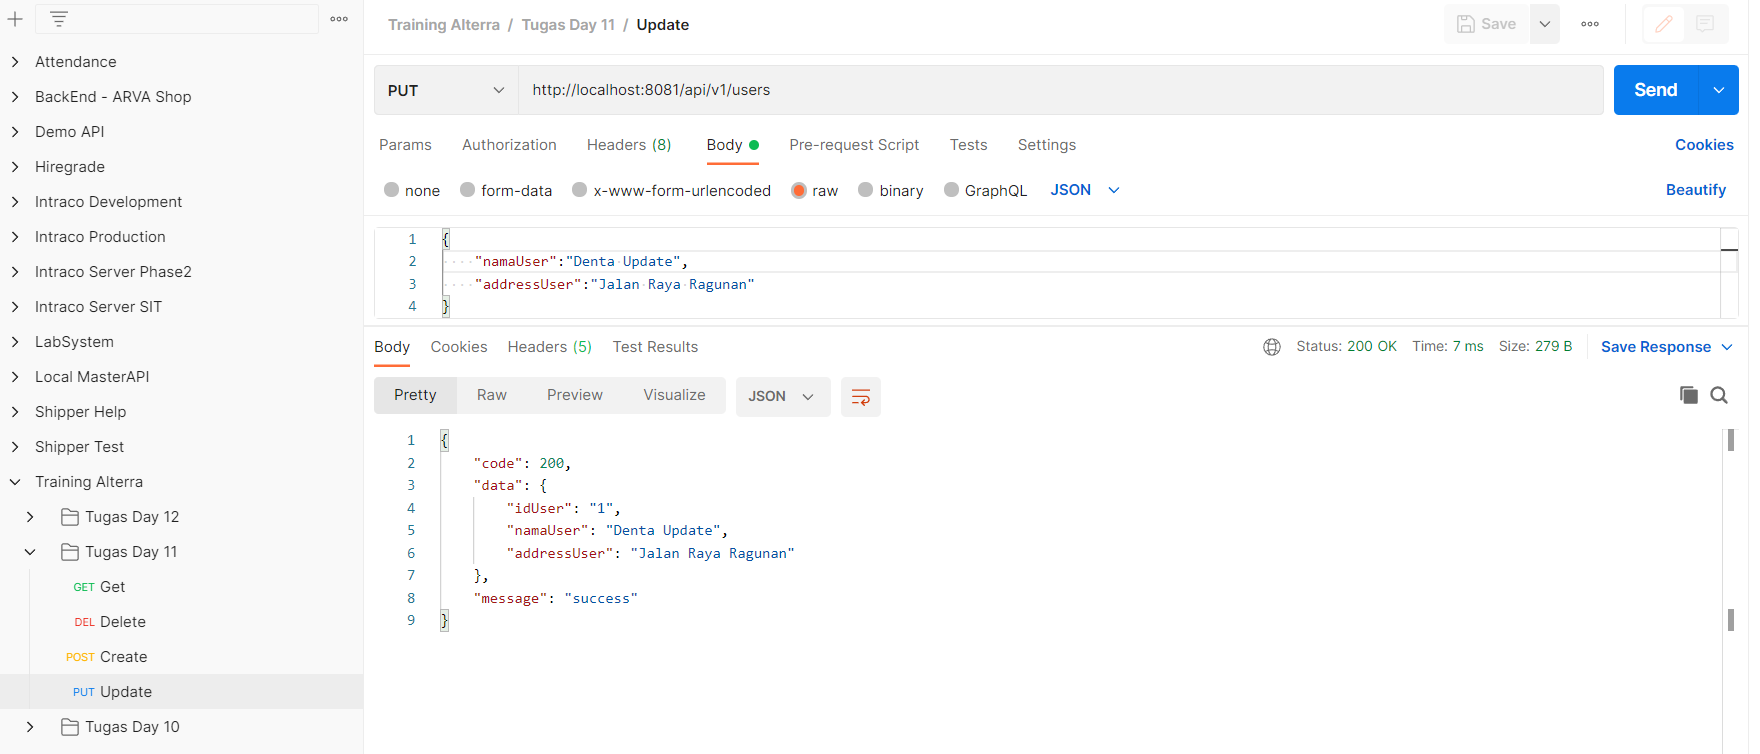 Attendance
BackEnd - ARVA Shop
Demo API
Hiregrade
Intraco Development
Intraco Production
Intraco Server Phase2
Intraco Server SIT
LabSystem
Local MasterAPI
Shipper Help
Shipper Test
Training Alterra
Tugas Day 12
Tugas Day 11
GET Get
DEL Delete
POST Create
PUT Update
Tugas Day 10
Training Alterra / Tugas Day 11 / Update
Save
PUT http://localhost:8081/api/v1/users Send
Params Authorization Headers (8) Body Pre-request Script Tests Settings Cookies
none form-data x-www-form-urlencoded raw binary GraphQL JSON Beautify
1 {
2 "namaUser":"Denta Update",
3 "addressUser":"Jalan Raya Ragunan"
4 }
Body Cookies Headers (5) Test Results Status: 200 OK Time: 7 ms Size: 279 B Save Response
Pretty Raw Preview Visualize JSON
1 {
2 "code": 200,
3 "data": {
4 "idUser": "1",
5 "namaUser": "Denta Update",
6 "addressUser": "Jalan Raya Ragunan"
7 },
8 "message": "success"
9 }